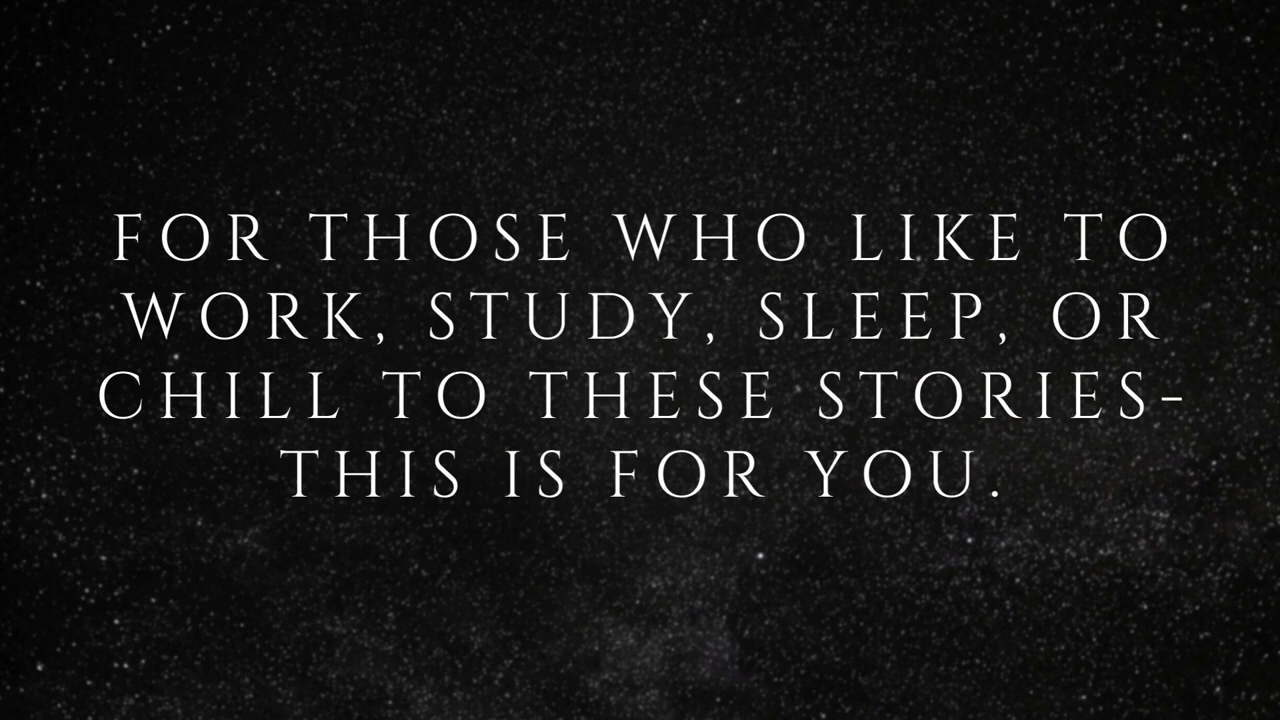 FOR THOSE WHO LIKE TO
WORK, STUDY, SLEEP, OR
CHILL TO THESE STORIES-
THIS IS FOR YOU.